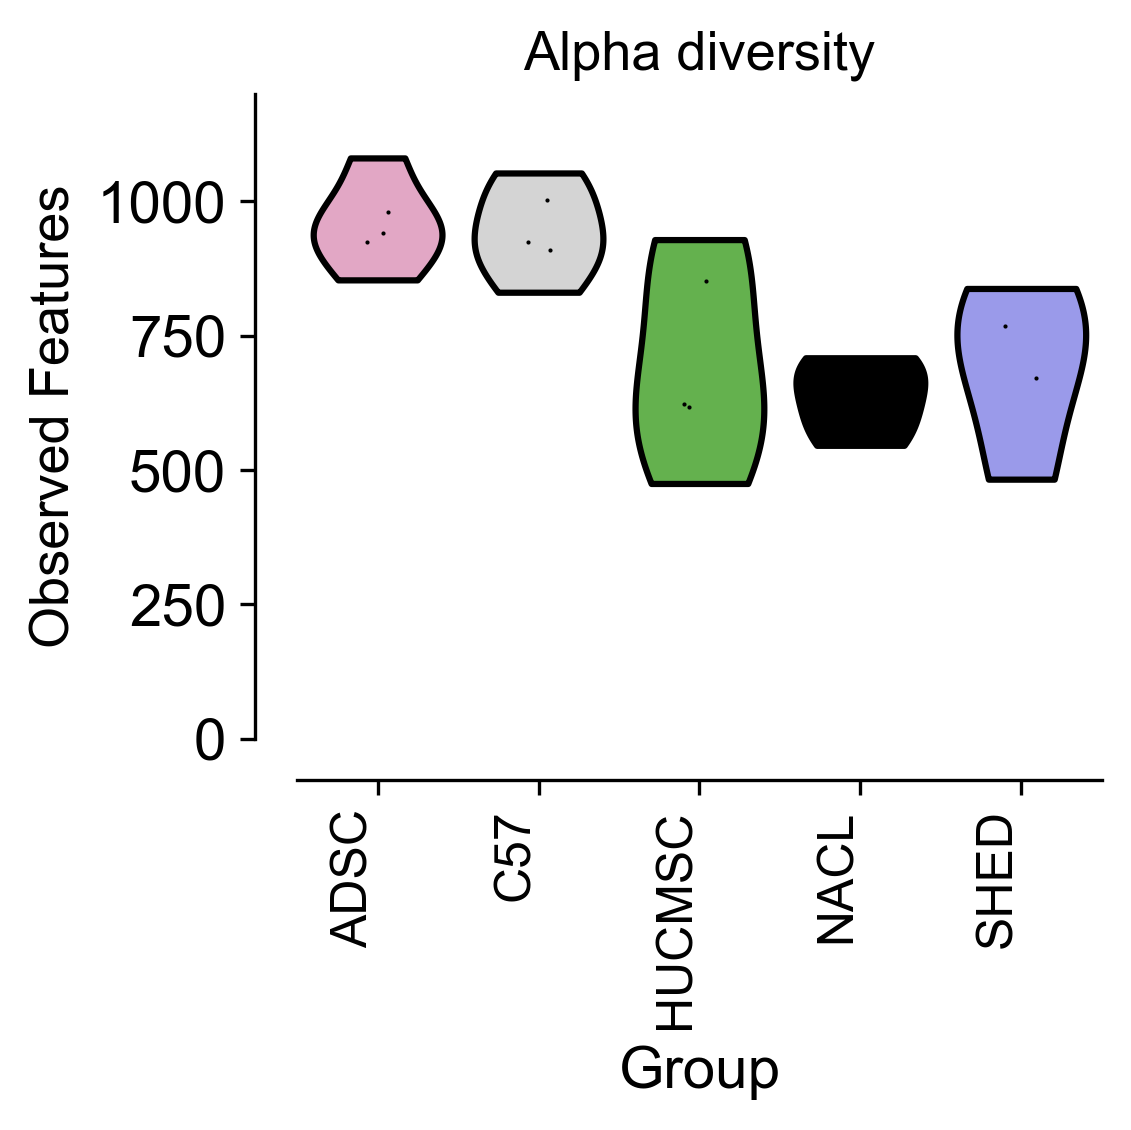 Alpha diversity
Observed Features
1000
750
500
250
0
ADSC
C57
HUCMSC
NACL
SHED
Group